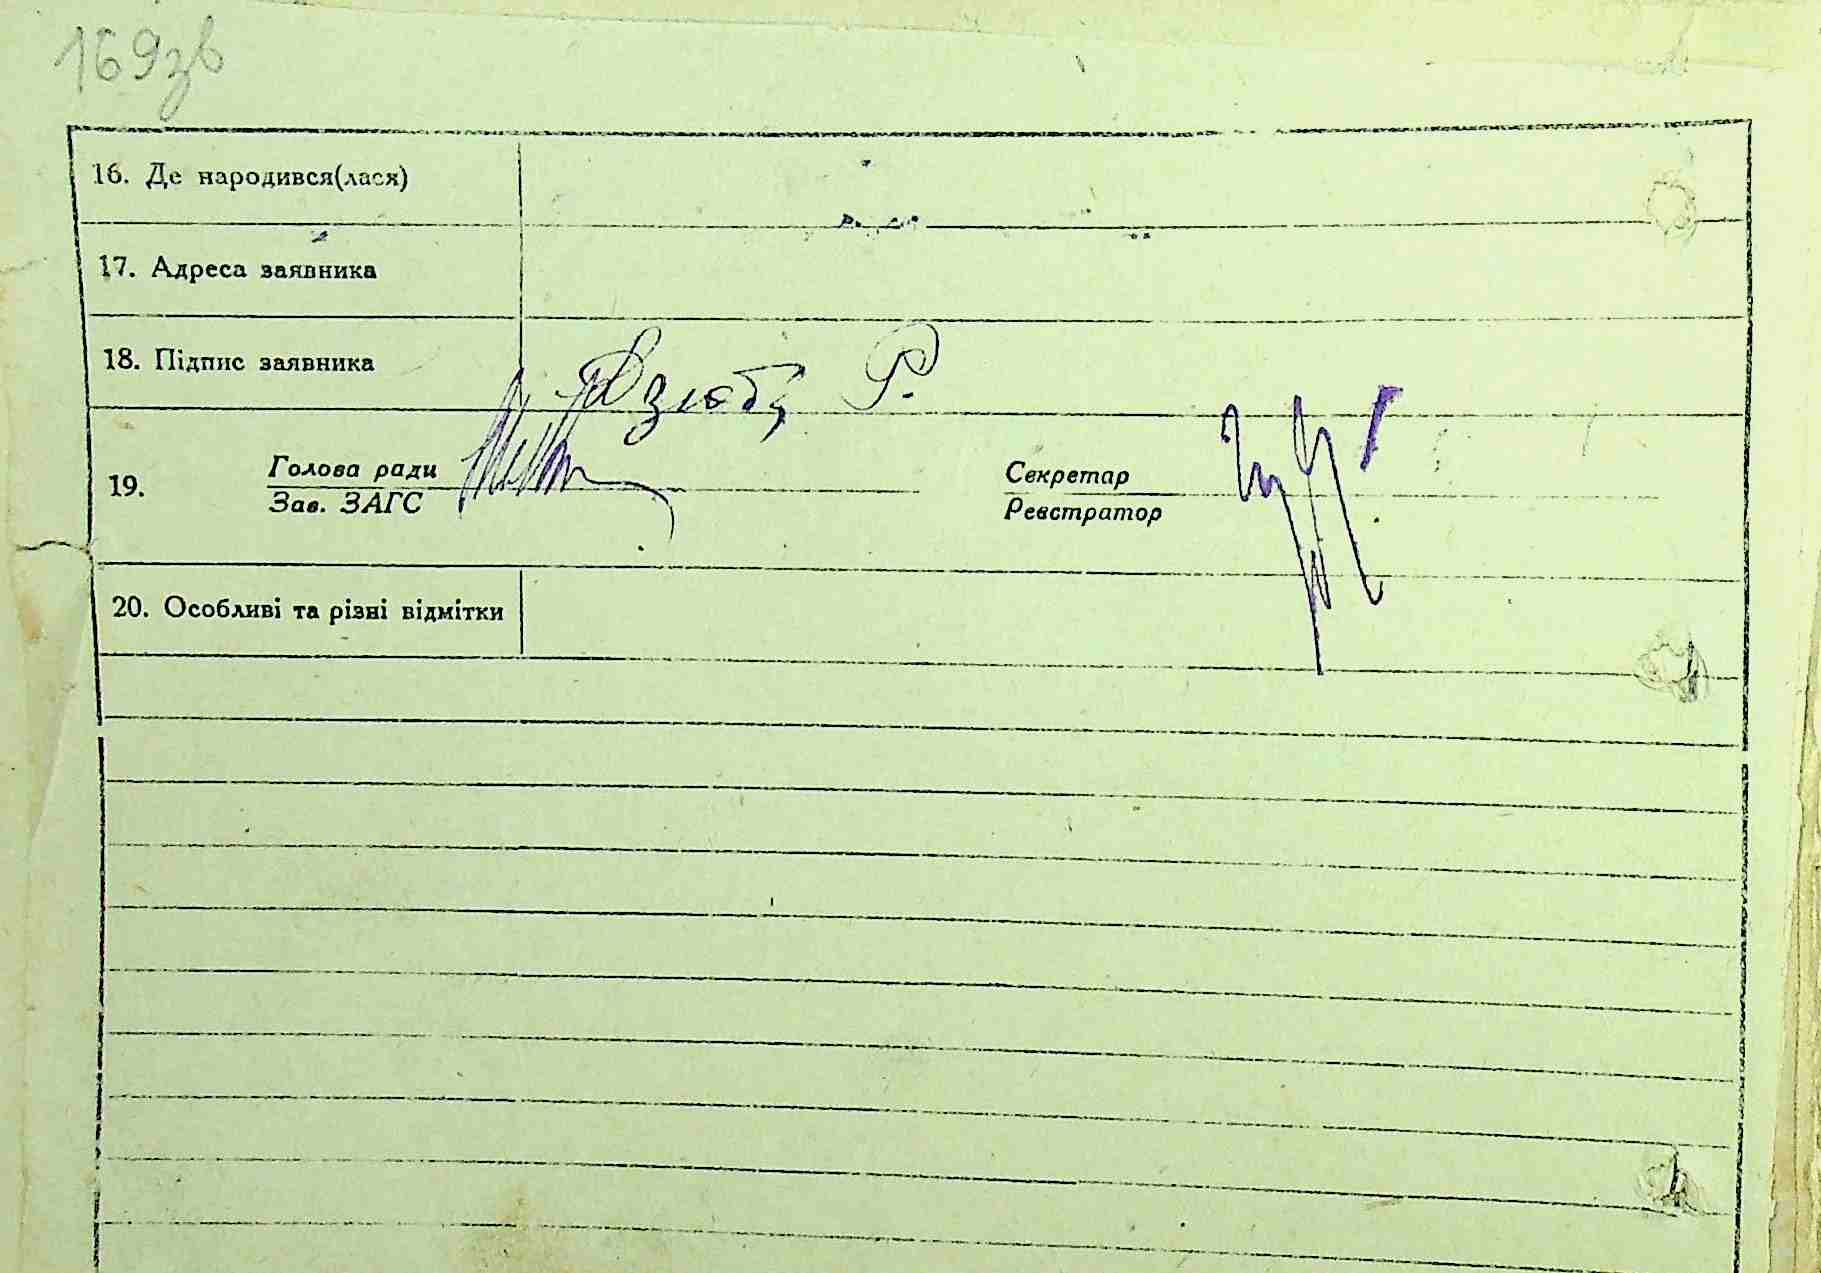 169зв
16. Де народився(лася)
17. Адреса заявника
18. Підпис заявника Дзюба Р.
19. Голова ради Секретар
Зав. ЗАГС Реєстратор
20. Особливі та різні відмітки